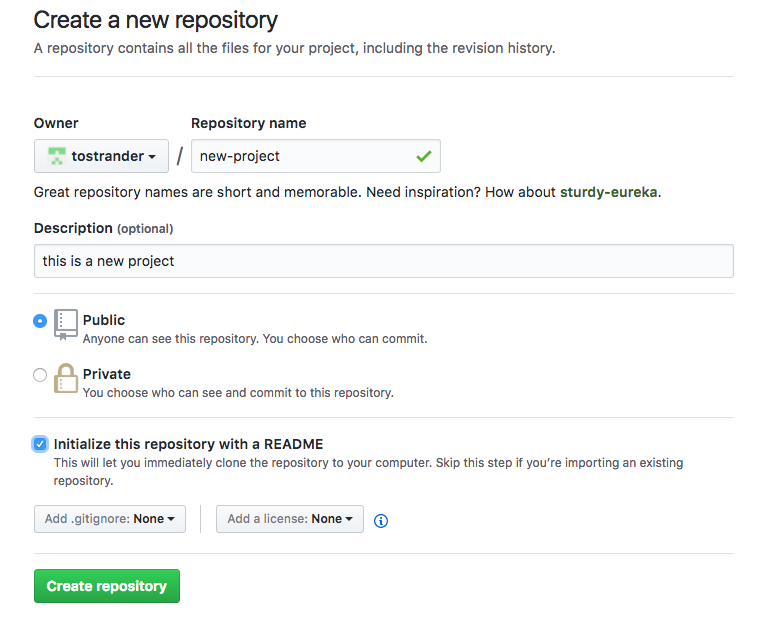 Create a new repository
A repository contains all the files for your project, including the revision history.
Owner Repository name
tostrander / new-project
Great repository names are short and memorable. Need inspiration? How about sturdy-eureka.
Description (optional)
this is a new project
Public
Anyone can see this repository. You choose who can commit.
Private
You choose who can see and commit to this repository.
Initialize this repository with a README
This will let you immediately clone the repository to your computer. Skip this step if you’re importing an existing
repository.
Add .gitignore: None Add a license: None
Create repository